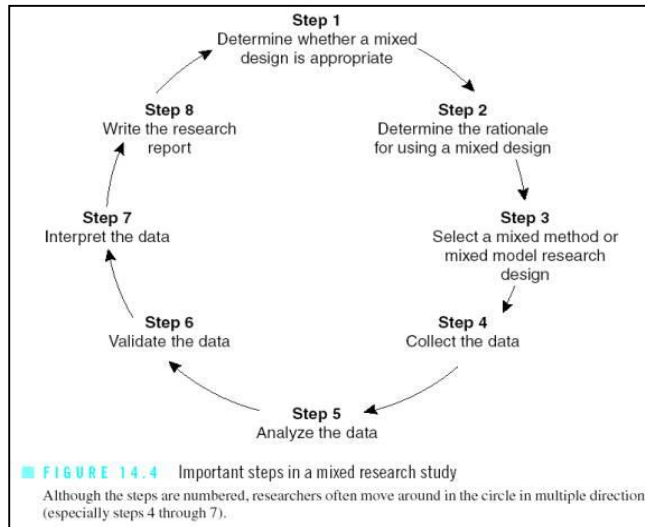 Step 1
Determine whether a mixed
design is appropriate
Step 2
Determine the rationale
for using a mixed design
Step 3
Select a mixed method or
mixed model research
design
Step 4
Collect the data
Step 5
Analyze the data
Step 6
Validate the data
Step 7
Interpret the data
Step 8
Write the research
report
FIGURE 14.4 Important steps in a mixed research study
Although the steps are numbered, researchers often move around in the circle in multiple direction
(especially steps 4 through 7).